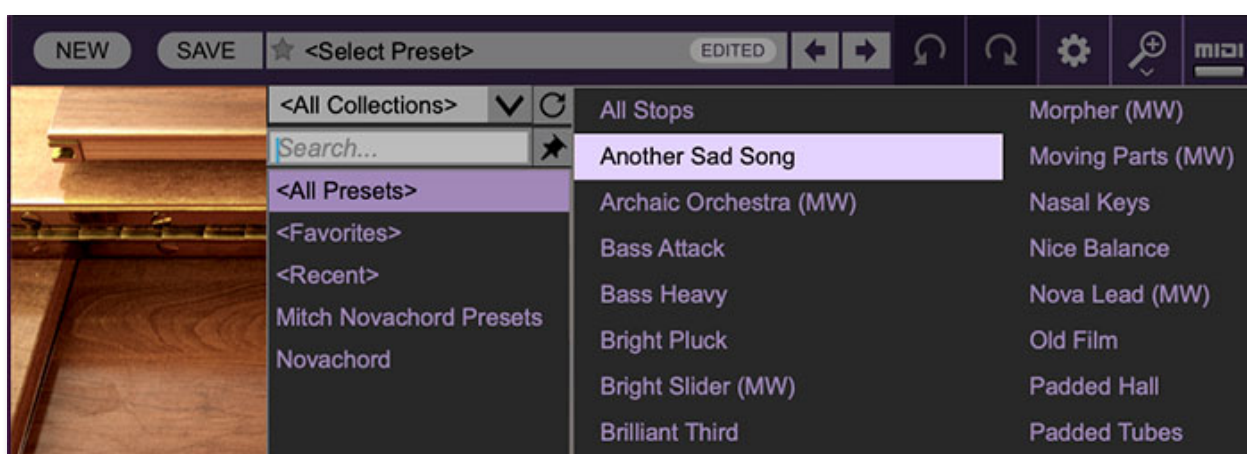 NEW SAVE <Select Preset> EDITED MIDI
<All Collections>
Search...
<All Presets>
<Favorites>
<Recent>
Mitch Novachord Presets
Novachord
All Stops
Another Sad Song
Archaic Orchestra (MW)
Bass Attack
Bass Heavy
Bright Pluck
Bright Slider (MW)
Brilliant Third
Morpher (MW)
Moving Parts (MW)
Nasal Keys
Nice Balance
Nova Lead (MW)
Old Film
Padded Hall
Padded Tubes